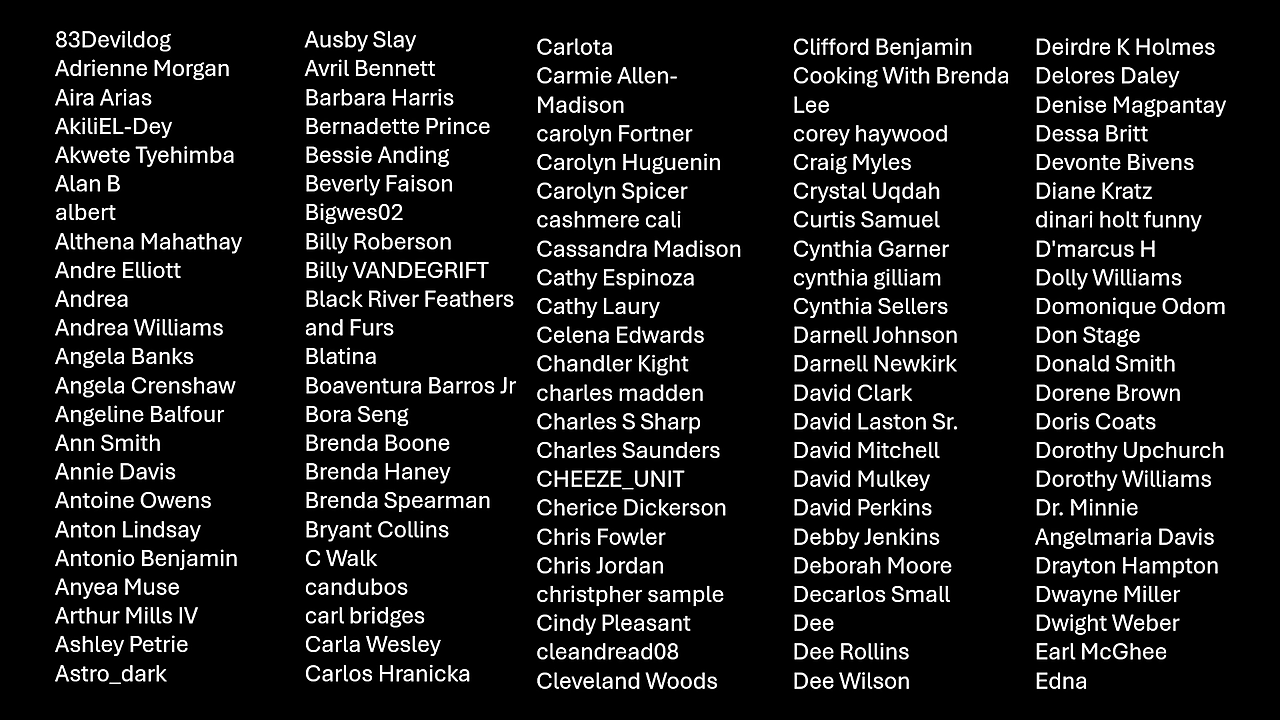 83Devildog
Adrienne Morgan
Aira Arias
AkiliEL-Dey
Akwete Tyehimba
Alan B
albert
Althena Mahathay
Andre Elliott
Andrea
Andrea Williams
Angela Banks
Angela Crenshaw
Angeline Balfour
Ann Smith
Annie Davis
Antoine Owens
Anton Lindsay
Antonio Benjamin
Anyea Muse
Arthur Mills IV
Ashley Petrie
Astro_dark
Ausby Slay
Avril Bennett
Barbara Harris
Bernadette Prince
Bessie Anding
Beverly Faison
Bigwes02
Billy Roberson
Billy VANDEGRIFT
Black River Feathers
and Furs
Blatina
Boaventura Barros Jr
Bora Seng
Brenda Boone
Brenda Haney
Brenda Spearman
Bryant Collins
C Walk
candubos
carl bridges
Carla Wesley
Carlos Hranicka
Carlota
Carmie Allen-
Madison
carolyn Fortner
Carolyn Huguenin
Carolyn Spicer
cashmere cali
Cassandra Madison
Cathy Espinoza
Cathy Laury
Celena Edwards
Chandler Kight
charles madden
Charles S Sharp
Charles Saunders
CHEEZE_UNIT
Cherice Dickerson
Chris Fowler
Chris Jordan
christpher sample
Cindy Pleasant
cleandread08
Cleveland Woods
Clifford Benjamin
Cooking With Brenda
Lee
corey haywood
Craig Myles
Crystal Uqdah
Curtis Samuel
Cynthia Garner
cynthia gilliam
Cynthia Sellers
Darnell Johnson
Darnell Newkirk
David Clark
David Laston Sr.
David Mitchell
David Mulkey
David Perkins
Debby Jenkins
Deborah Moore
Decarlos Small
Dee
Dee Rollins
Dee Wilson
Deirdre K Holmes
Delores Daley
Denise Magpantay
Dessa Britt
Devonte Bivens
Diane Kratz
dinari holt funny
D'marcus H
Dolly Williams
Domonique Odom
Don Stage
Donald Smith
Dorene Brown
Doris Coats
Dorothy Upchurch
Dorothy Williams
Dr. Minnie
Angelmaria Davis
Drayton Hampton
Dwayne Miller
Dwight Weber
Earl McGhee
Edna